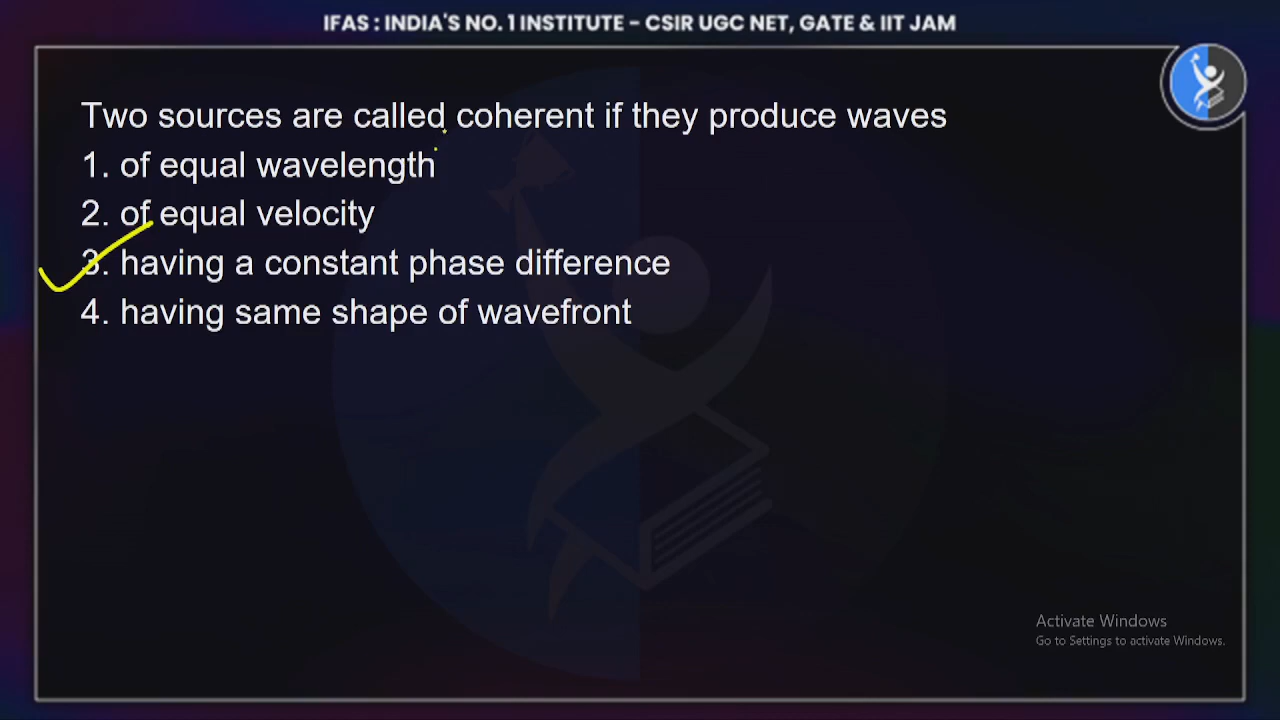 IFAS : INDIA'S NO. 1 INSTITUTE – CSIR UGC NET, GATE & IIT JAM
Two sources are called coherent if they produce waves
1. of equal wavelength
2. of equal velocity
3. having a constant phase difference
4. having same shape of wavefront
Activate Windows
Go to Settings to activate Windows.